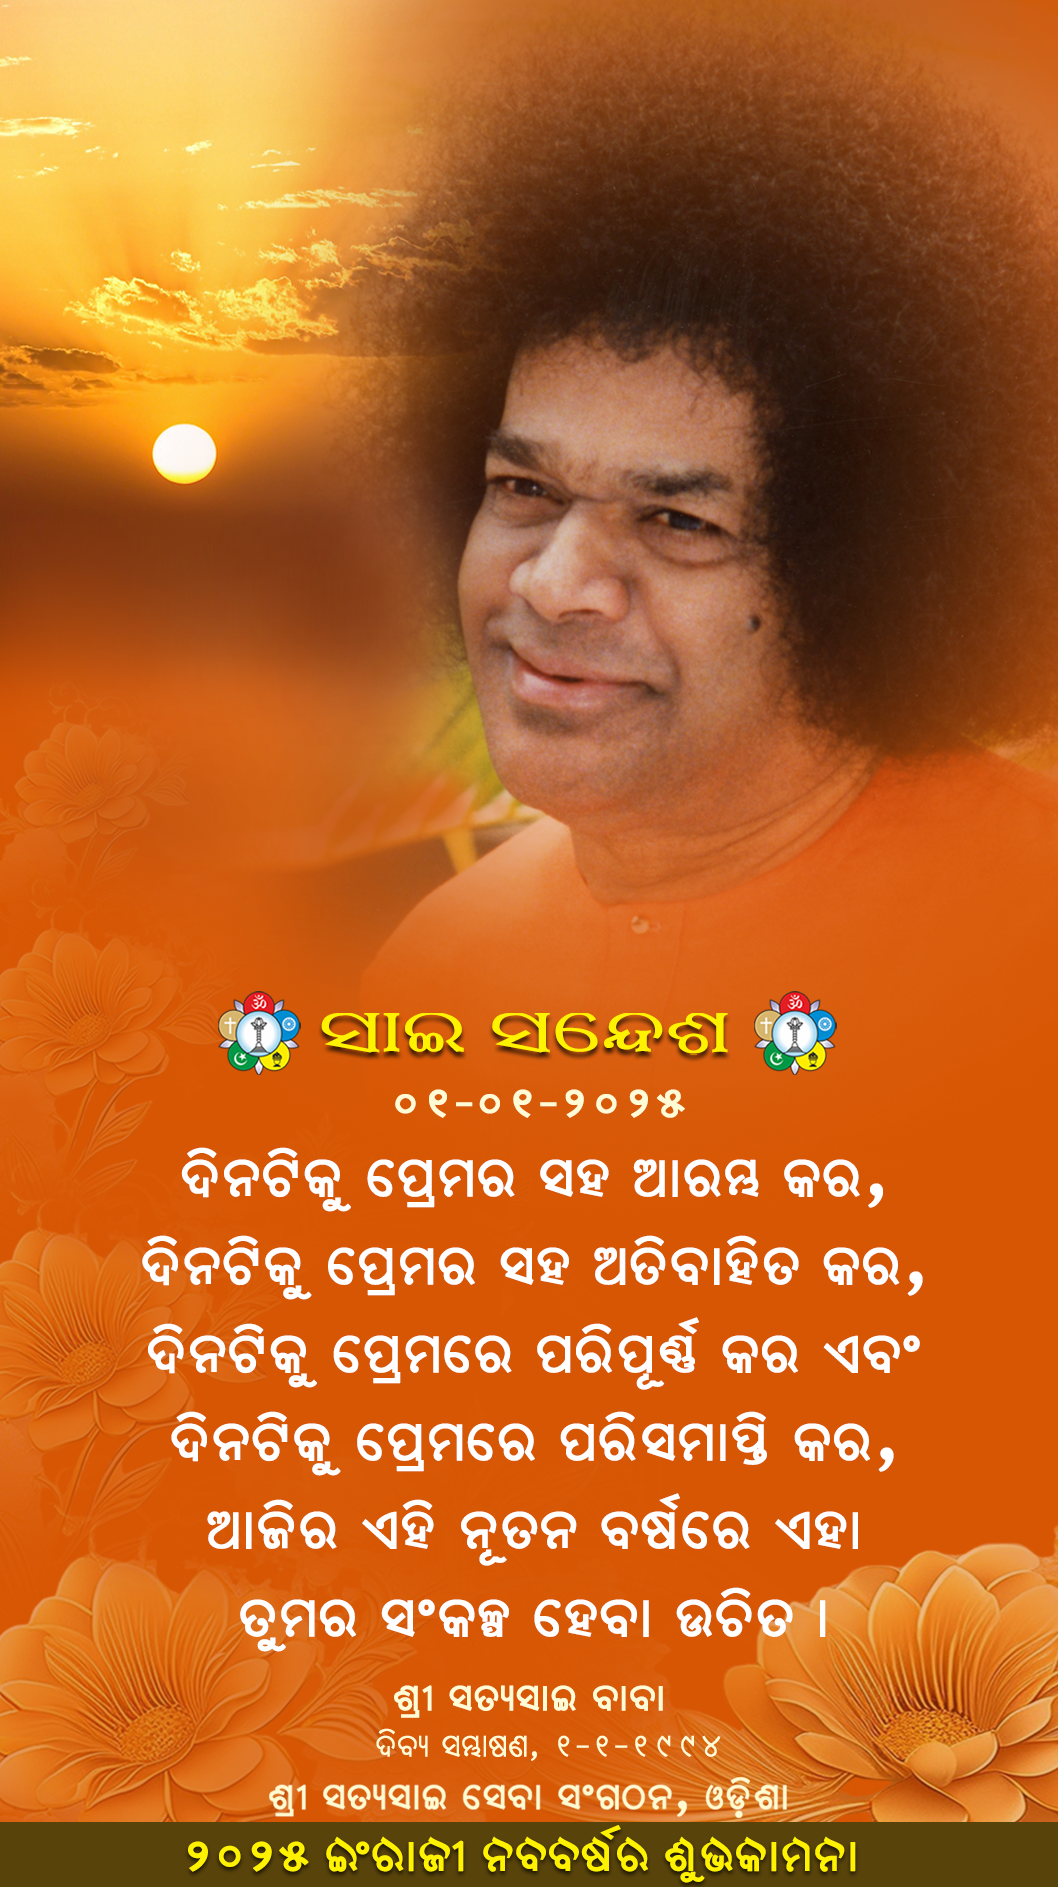 ସାଇ ସନ୍ଦେଶ
୦୧-୦୧-୨୦୨୫
ଦିନଟିକୁ ପ୍ରେମର ସହ ଆରମ୍ଭ କର,
ଦିନଟିକୁ ପ୍ରେମର ସହ ଅତିବାହିତ କର,
ଦିନଟିକୁ ପ୍ରେମରେ ପରିପୂର୍ଣ୍ଣ କର ଏବଂ
ଦିନଟିକୁ ପ୍ରେମରେ ପରିସମାପ୍ତି କର,
ଆଜିର ଏହି ନୂତନ ବର୍ଷରେ ଏହା
ତୁମର ସଂକଳ୍ପ ହେବା ଉଚିତ ।
ଶ୍ରୀ ସତ୍ୟସାଇ ବାବା
ଦିବ୍ୟ ସମ୍ଭାଷଣ, ୧-୧-୧୯୯୪
ଶ୍ରୀ ସତ୍ୟସାଇ ସେବା ସଂଗଠନ, ଓଡ଼ିଶା
୨୦୨୫ ଇଂରାଜୀ ନବବର୍ଷର ଶୁଭକାମନା